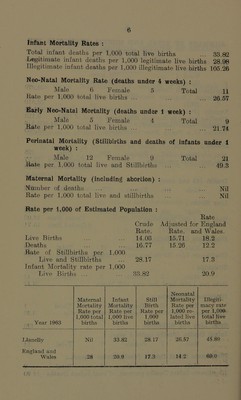 6
Infant Mortality Rates :
Total infant deaths per 1,000 total live births ... 33.82
Legitimate infant deaths per 1,000 legitimate live births 28.98
Illegitimate infant deaths per 1,000 illegitimate live births 105.26
Neo-Natal Mortality Rate (deaths under 4 weeks) :
Male 6 Female 5 Total 11
Rate per 1,000 total live births ... 26.57
Early Neo-Natal Mortality (deaths under 1 week) :
Male 5 Female 4 Total 9
Rate per 1,000 total live births ... 21.74
Perinatal Mortality (Stillbirths and deaths of infants under 1
week) :
Male 12 Female Total 21
Rate per 1,000 total live and Stillbirths ... 49.3
Maternal Mortality (including abortion) :
Number of deaths ... Nil
Rate per 1,000 total live and stillbirths ... Nil
Rate per 1,000 of Estimated Population :
Rate
Crude Adjusted for England
Rate. Rate. and Wales
Live Births ... 14.03 15.71 18.2
Deaths ... 16.77 15.26 12.2
Rate of Stillbirths per 1,000
Live and Stillbirths 28.17 17.3
Infant Mortality rate per 1,000
Live Births 33.82 20.9
Year 1963 | Maternal Mortality Rate per 1,000 total births | Infant Mortality Rate per 1,000 live births | Still Birth Rate per 1,000 births | Neonatal Mortality Rate per 1,000 related live births | Illegitimacy rate per 1,000 total live births
Llanelly | Nil | 33.82 | 28.17 | 26.57 | 45.89
England and Wales | .28 | 20.9 | 17.3 | 14.2 | 69.0